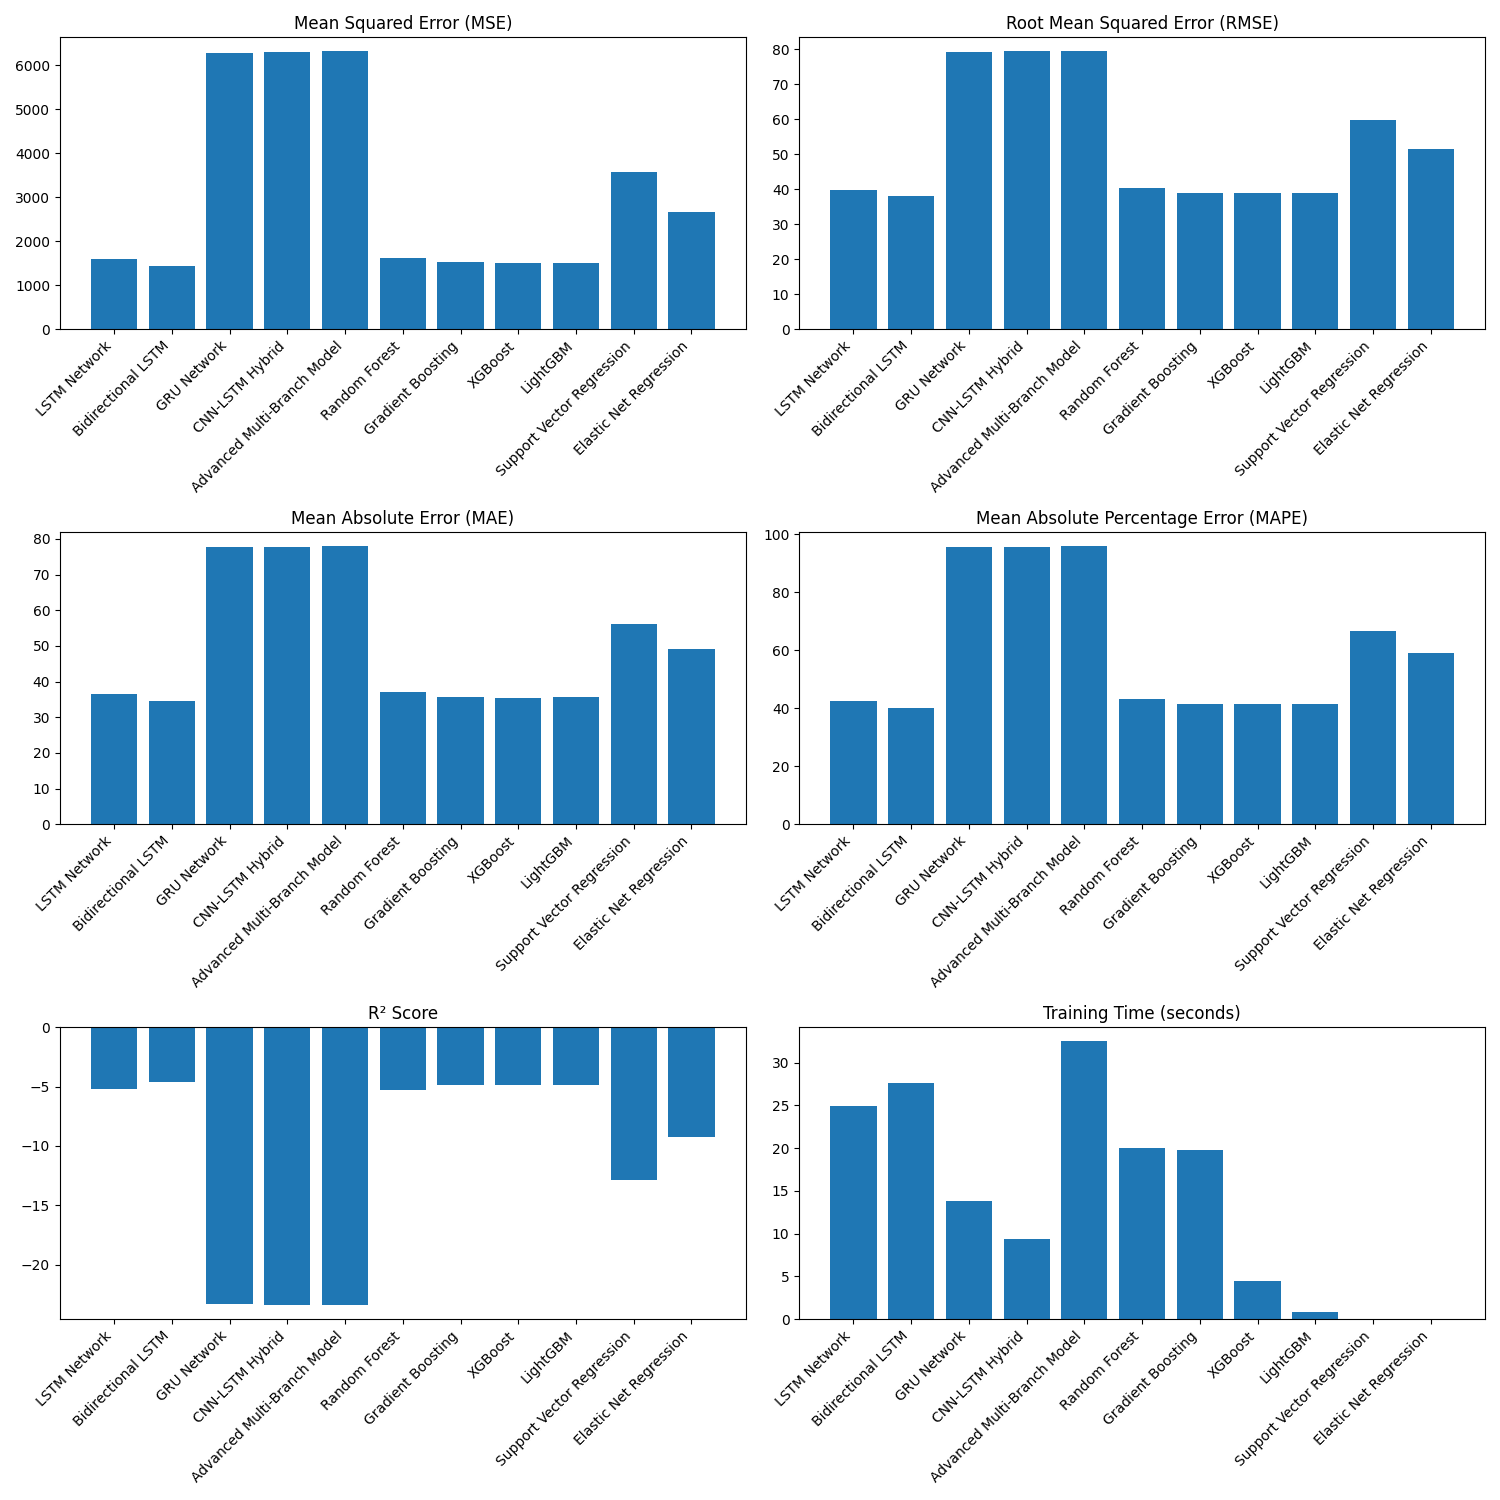 Mean Squared Error (MSE)
6000
5000
4000
3000
2000
1000
0
LSTM Network
Bidirectional LSTM
GRU Network
CNN-LSTM Hybrid
Advanced Multi-Branch Model
Random Forest
Gradient Boosting
XGBoost
LightGBM
Support Vector Regression
Elastic Net Regression
Root Mean Squared Error (RMSE)
80
70
60
50
40
30
20
10
0
LSTM Network
Bidirectional LSTM
GRU Network
CNN-LSTM Hybrid
Advanced Multi-Branch Model
Random Forest
Gradient Boosting
XGBoost
LightGBM
Support Vector Regression
Elastic Net Regression
Mean Absolute Error (MAE)
80
70
60
50
40
30
20
10
0
LSTM Network
Bidirectional LSTM
GRU Network
CNN-LSTM Hybrid
Advanced Multi-Branch Model
Random Forest
Gradient Boosting
XGBoost
LightGBM
Support Vector Regression
Elastic Net Regression
Mean Absolute Percentage Error (MAPE)
100
80
60
40
20
0
LSTM Network
Bidirectional LSTM
GRU Network
CNN-LSTM Hybrid
Advanced Multi-Branch Model
Random Forest
Gradient Boosting
XGBoost
LightGBM
Support Vector Regression
Elastic Net Regression
R² Score
0
−5
−10
−15
−20
LSTM Network
Bidirectional LSTM
GRU Network
CNN-LSTM Hybrid
Advanced Multi-Branch Model
Random Forest
Gradient Boosting
XGBoost
LightGBM
Support Vector Regression
Elastic Net Regression
Training Time (seconds)
30
25
20
15
10
5
0
LSTM Network
Bidirectional LSTM
GRU Network
CNN-LSTM Hybrid
Advanced Multi-Branch Model
Random Forest
Gradient Boosting
XGBoost
LightGBM
Support Vector Regression
Elastic Net Regression